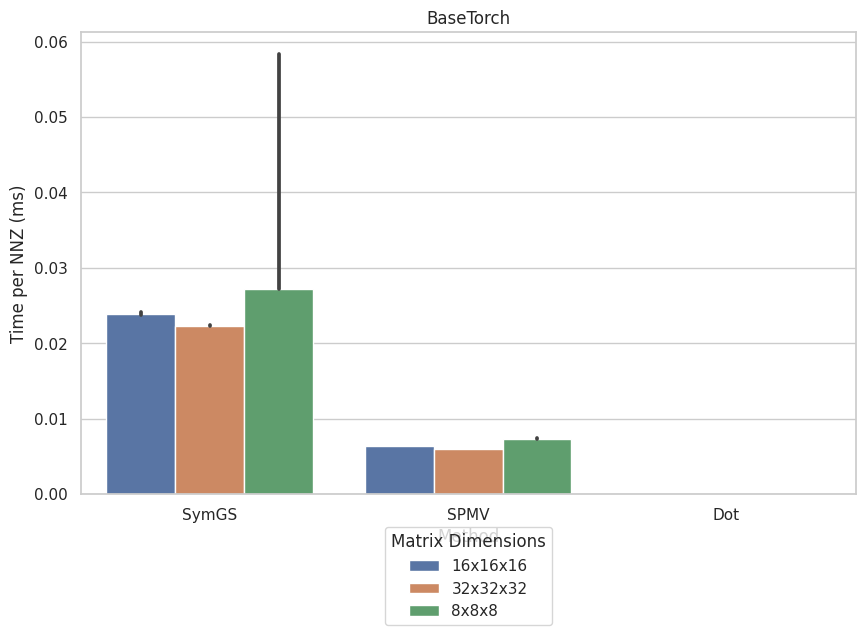 BaseTorch
Time per NNZ (ms)
0.06
0.05
0.04
0.03
0.02
0.01
0.00
SymGS
SPMV
Dot
Method
Matrix Dimensions
16x16x16
32x32x32
8x8x8